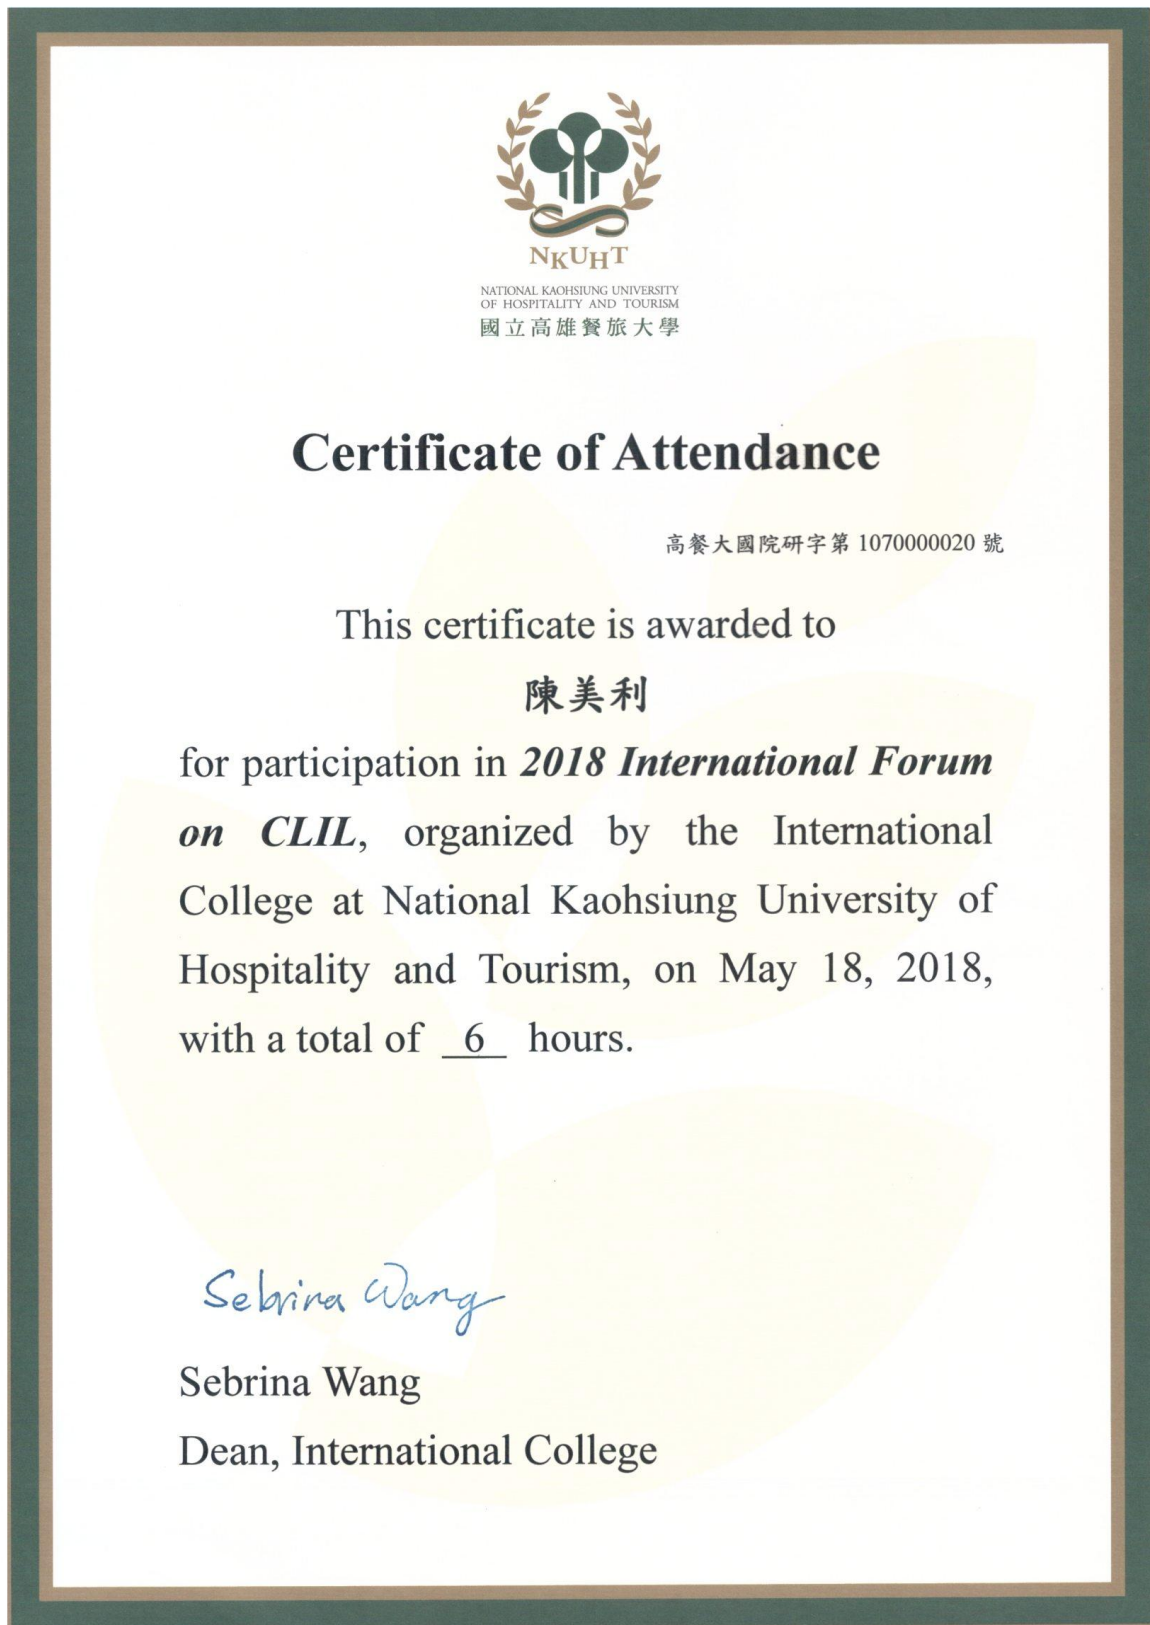 NKUHT
NATIONAL KAOHSIUNG UNIVERSITY
OF HOSPITALITY AND TOURISM
國立高雄餐旅大學
Certificate of Attendance
高餐大國院研字第 1070000020 號
This certificate is awarded to
陳美利
for participation in 2018 International Forum
on CLIL, organized by the International
College at National Kaohsiung University of
Hospitality and Tourism, on May 18, 2018,
with a total of 6 hours.
Sebrina Wang
Sebrina Wang
Dean, International College